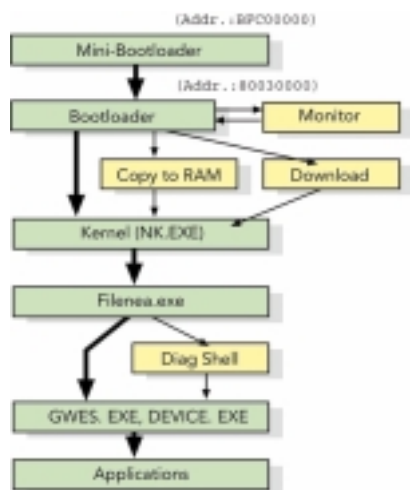 (Addr.:BFC00000)
Mini-Bootloader
(Addr.:80030000)
Bootloader
Monitor
Copy to RAM
Download
Kernel (NK.EXE)
Filenea.exe
Diag Shell
GWES. EXE, DEVICE. EXE
Applications